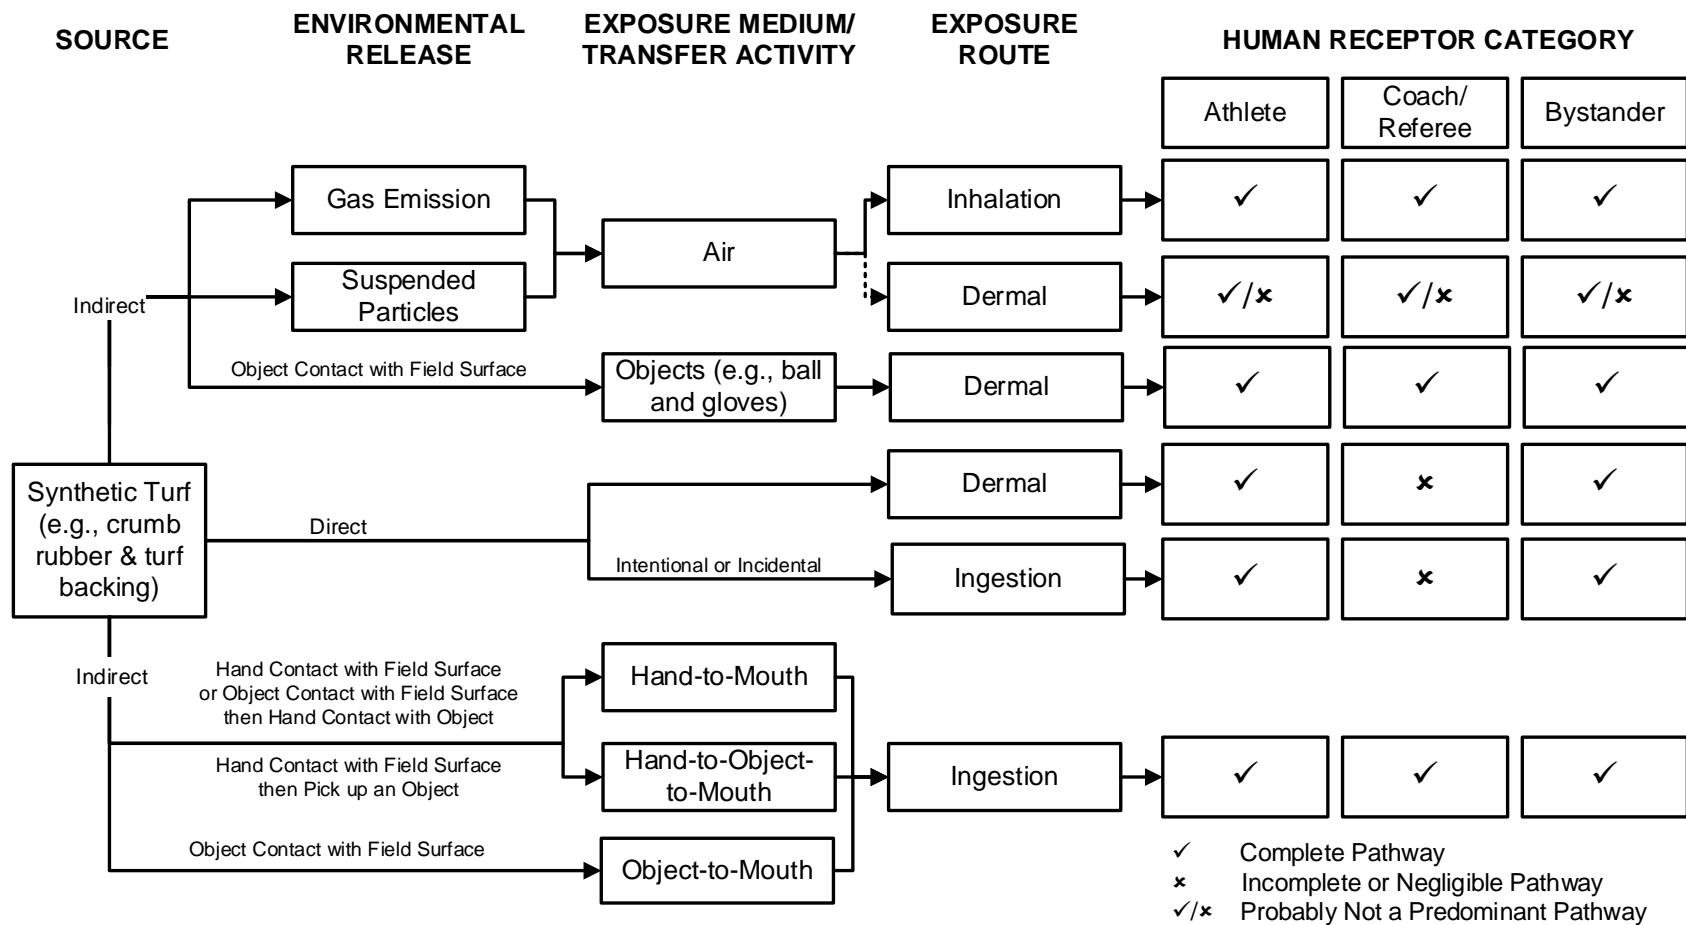 SOURCE
ENVIRONMENTAL
RELEASE
EXPOSURE MEDIUM/
TRANSFER ACTIVITY
EXPOSURE
ROUTE
HUMAN RECEPTOR CATEGORY
Athlete
Coach/
Referee
Bystander
Gas Emission
Inhalation
✓
✓
✓
Air
Indirect
Suspended
Particles
Dermal
✓/×
✓/×
✓/×
Object Contact with Field Surface
Objects (e.g., ball
and gloves)
Dermal
✓
✓
✓
Synthetic Turf
(e.g., crumb
rubber & turf
backing)
Direct
Dermal
✓
×
✓
Intentional or Incidental
Ingestion
✓
×
✓
Indirect
Hand Contact with Field Surface
or Object Contact with Field Surface
then Hand Contact with Object
Hand-to-Mouth
Hand Contact with Field Surface
then Pick up an Object
Hand-to-Object-
to-Mouth
Ingestion
✓
✓
✓
Object Contact with Field Surface
Object-to-Mouth
✓ Complete Pathway
× Incomplete or Negligible Pathway
✓/× Probably Not a Predominant Pathway